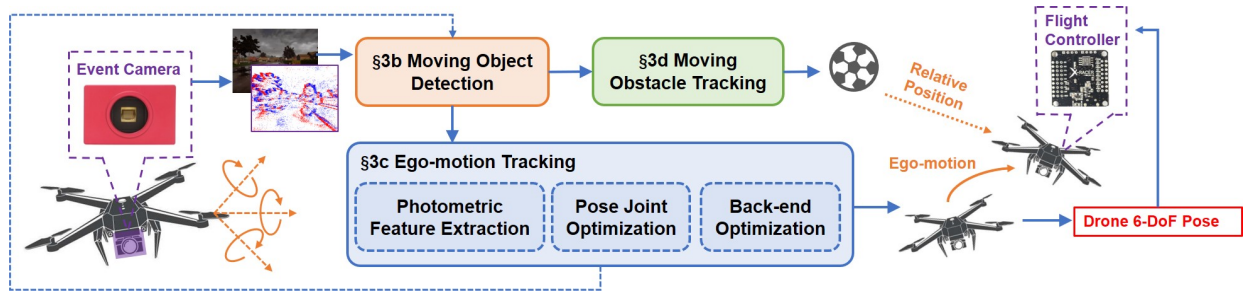 Event Camera
§3b Moving Object
Detection
§3d Moving
Obstacle Tracking
Relative
Position
Flight
Controller
X-RACER
§3c Ego-motion Tracking
Photometric
Feature Extraction
Pose Joint
Optimization
Back-end
Optimization
Ego-motion
Drone 6-DoF Pose